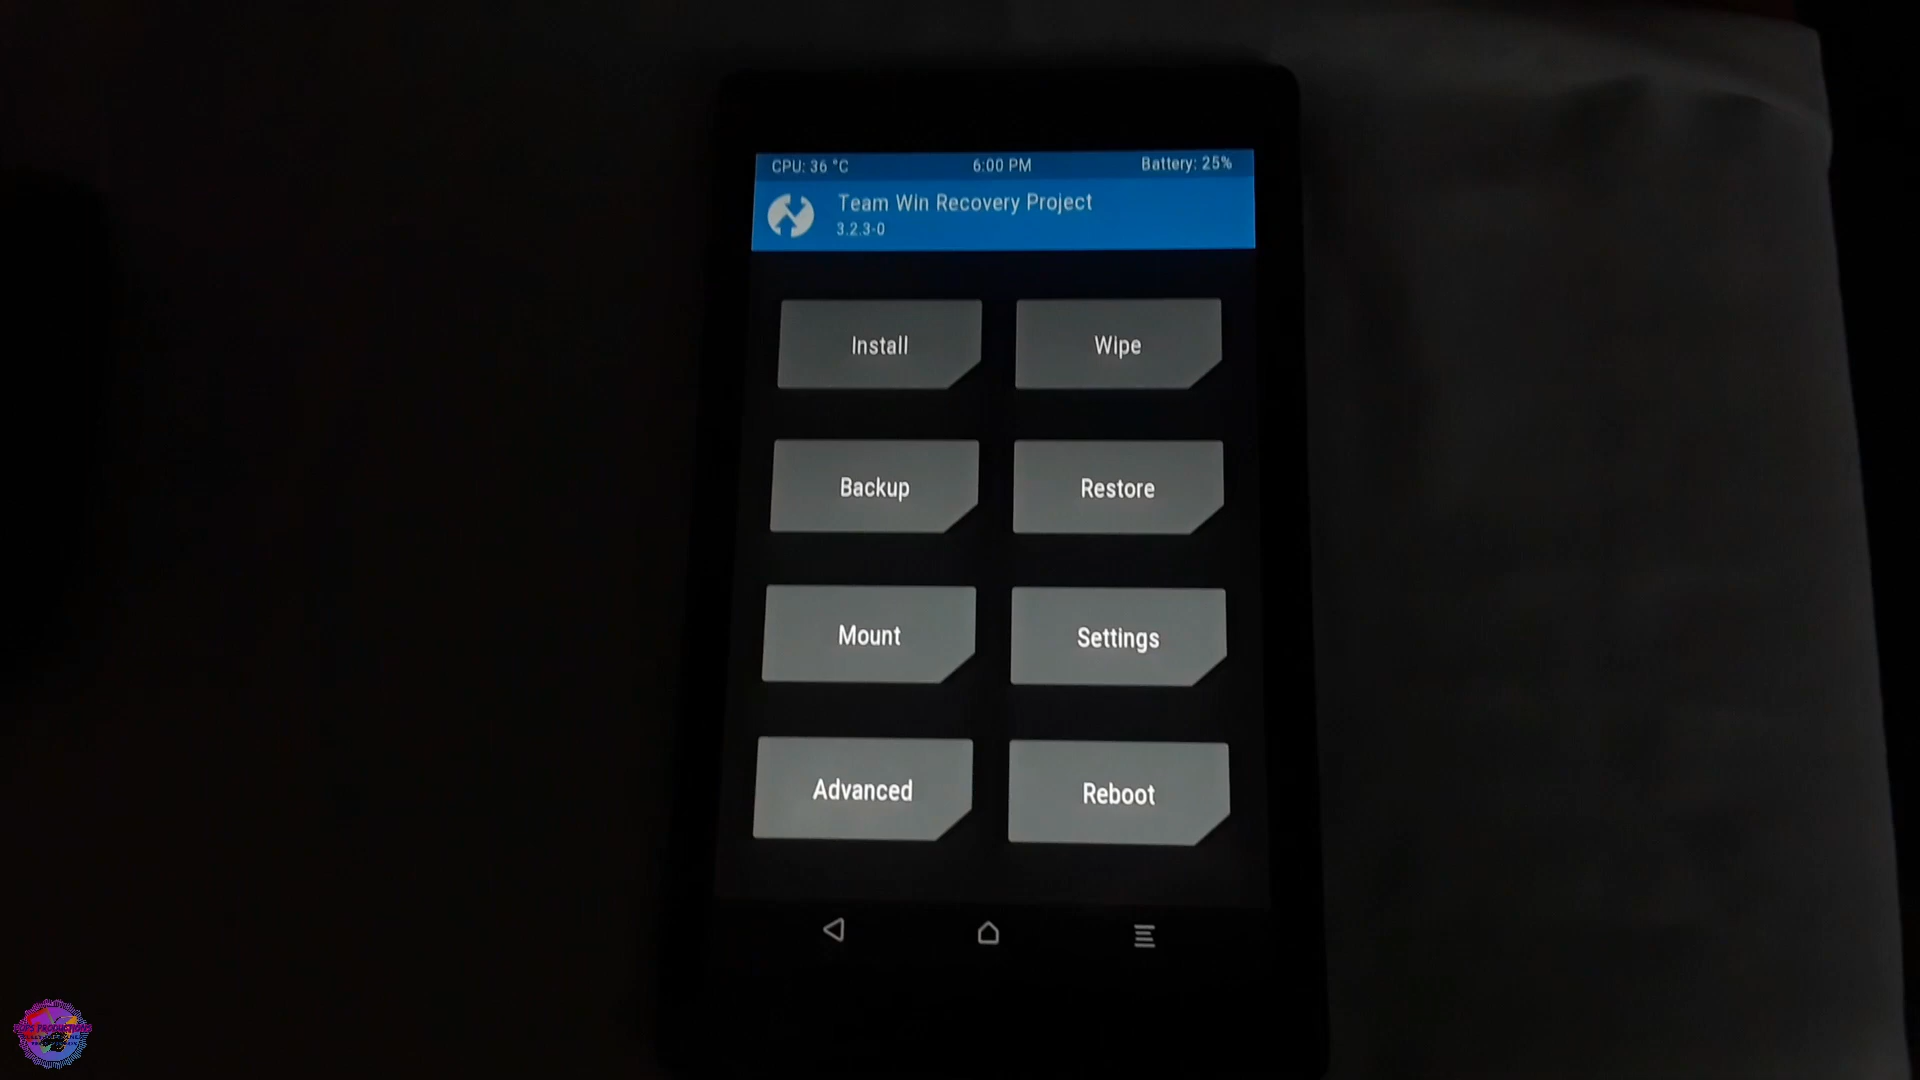 CPU: 36 °C 6:00 PM Battery: 25%
Team Win Recovery Project
3.2.3-0
Install Wipe
Backup Restore
Mount Settings
Advanced Reboot